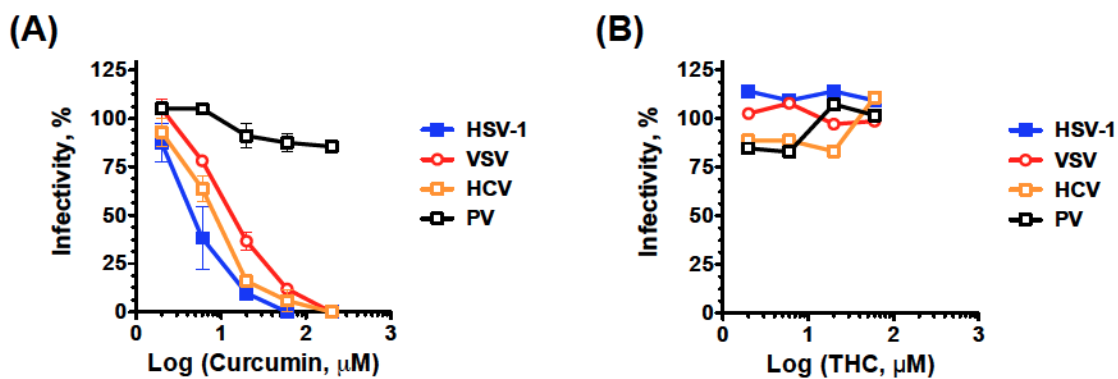 (A)
Infectivity, %
125
100
75
50
25
0
0 1 2 3
Log (Curcumin, μM)
HSV-1
VSV
HCV
PV
(B)
Infectivity, %
125
100
75
50
25
0
0 1 2 3
Log (THC, μM)
HSV-1
VSV
HCV
PV